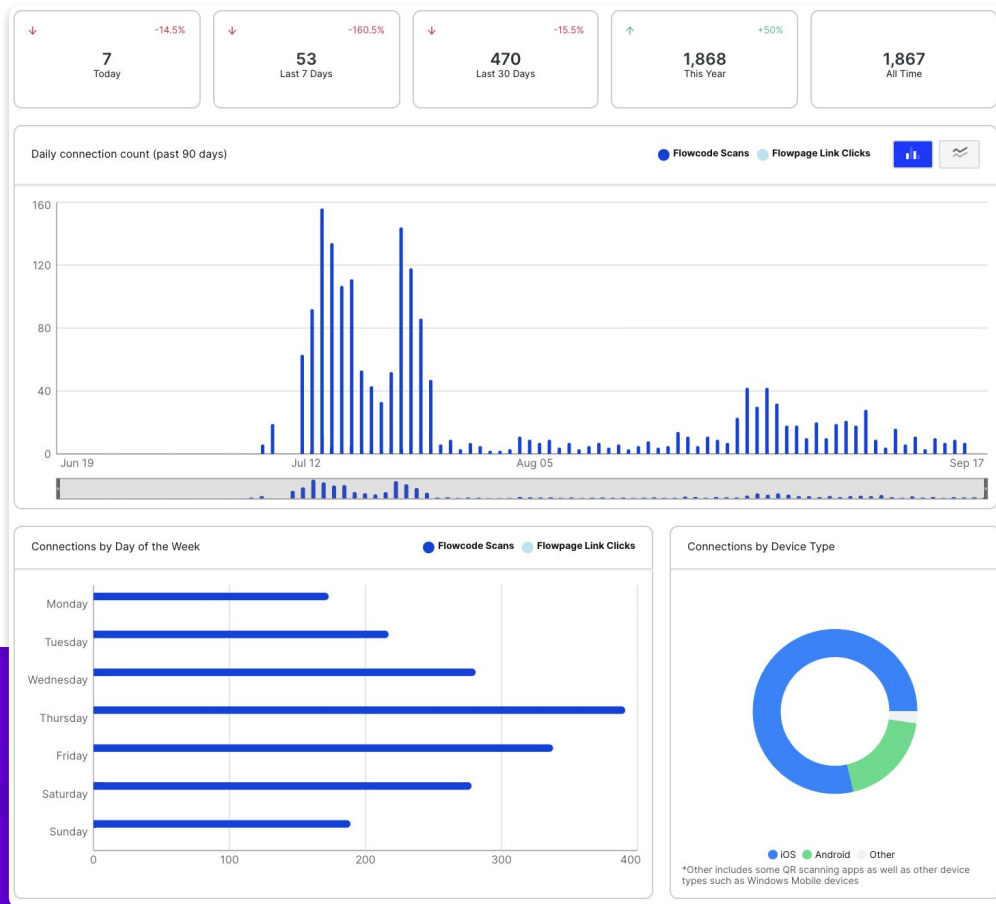 -14.5%
7
Today
-160.5%
53
Last 7 Days
-15.5%
470
Last 30 Days
+50%
1,868
This Year
1,867
All Time
Daily connection count (past 90 days)
Flowcode Scans Flowpage Link Clicks
160
120
80
40
0
Jun 19 Jul 12 Aug 05 Sep 17
Connections by Day of the Week
Flowcode Scans Flowpage Link Clicks
Monday
Tuesday
Wednesday
Thursday
Friday
Saturday
Sunday
0 100 200 300 400
Connections by Device Type
iOS Android Other
*Other includes some QR scanning apps as well as other device
types such as Windows Mobile devices